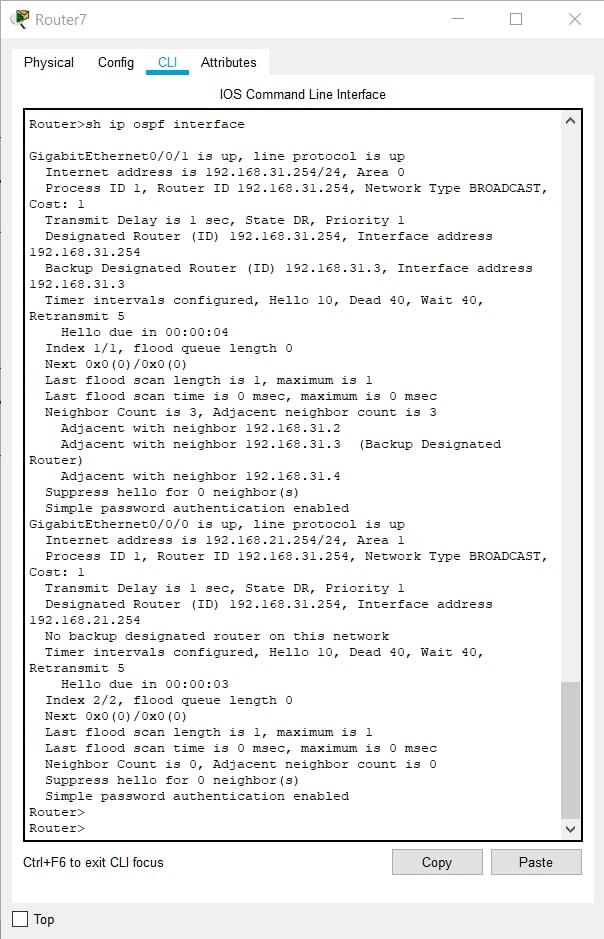 Router7
Physical Config CLI Attributes
IOS Command Line Interface
Router>sh ip ospf interface
GigabitEthernet0/0/1 is up, line protocol is up
Internet address is 192.168.31.254/24, Area 0
Process ID 1, Router ID 192.168.31.254, Network Type BROADCAST,
Cost: 1
Transmit Delay is 1 sec, State DR, Priority 1
Designated Router (ID) 192.168.31.254, Interface address
192.168.31.254
Backup Designated Router (ID) 192.168.31.3, Interface address
192.168.31.3
Timer intervals configured, Hello 10, Dead 40, Wait 40,
Retransmit 5
Hello due in 00:00:04
Index 1/1, flood queue length 0
Next 0x0(0)/0x0(0)
Last flood scan length is 1, maximum is 1
Last flood scan time is 0 msec, maximum is 0 msec
Neighbor Count is 3, Adjacent neighbor count is 3
Adjacent with neighbor 192.168.31.2
Adjacent with neighbor 192.168.31.3  (Backup Designated
Router)
Adjacent with neighbor 192.168.31.4
Suppress hello for 0 neighbor(s)
Simple password authentication enabled
GigabitEthernet0/0/0 is up, line protocol is up
Internet address is 192.168.21.254/24, Area 1
Process ID 1, Router ID 192.168.31.254, Network Type BROADCAST,
Cost: 1
Transmit Delay is 1 sec, State DR, Priority 1
Designated Router (ID) 192.168.31.254, Interface address
192.168.21.254
No backup designated router on this network
Timer intervals configured, Hello 10, Dead 40, Wait 40,
Retransmit 5
Hello due in 00:00:03
Index 2/2, flood queue length 0
Next 0x0(0)/0x0(0)
Last flood scan length is 1, maximum is 1
Last flood scan time is 0 msec, maximum is 0 msec
Neighbor Count is 0, Adjacent neighbor count is 0
Suppress hello for 0 neighbor(s)
Simple password authentication enabled
Router>
Router>
Ctrl+F6 to exit CLI focus Copy Paste
Top